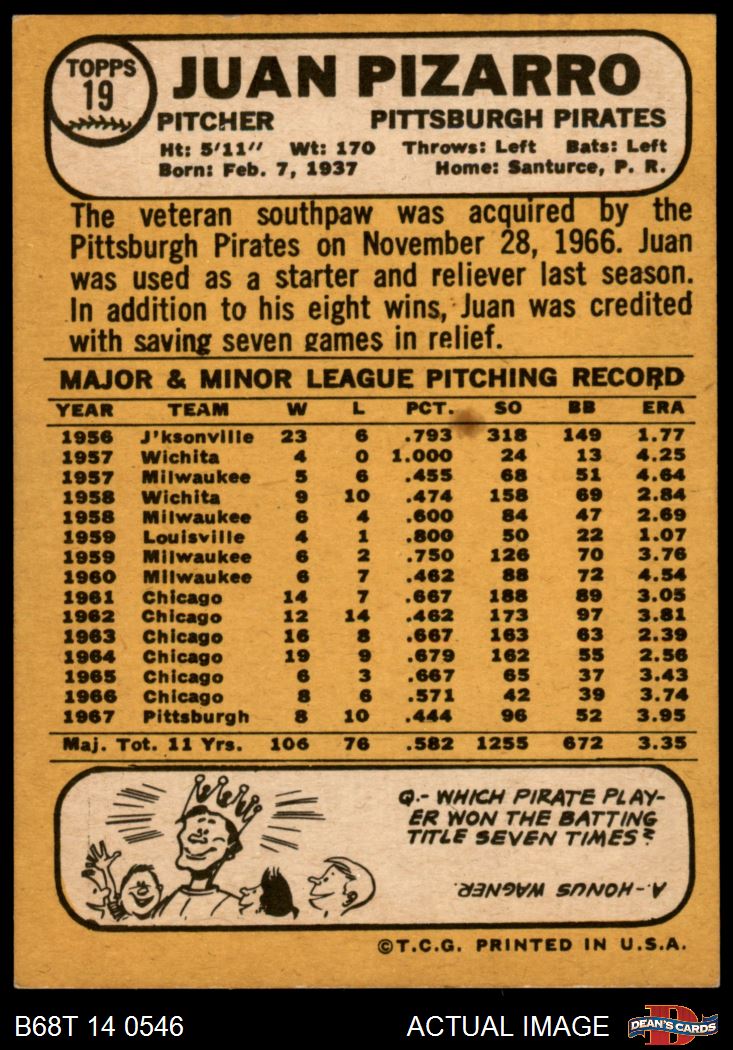 TOPPS
19
JUAN PIZARRO
PITCHER PITTSBURGH PIRATES
Ht: 5'11" Wt: 170 Throws: Left Bats: Left
Born: Feb. 7, 1937 Home: Santurce, P. R.
The veteran southpaw was acquired by the
Pittsburgh Pirates on November 28, 1966. Juan
was used as a starter and reliever last season.
In addition to his eight wins, Juan was credited
with saving seven games in relief.
MAJOR & MINOR LEAGUE PITCHING RECORD
YEAR TEAM W L PCT. SO BB ERA
1956 J'ksonville 23 6 .793 318 149 1.77
1957 Wichita 4 0 1.000 24 13 4.25
1957 Milwaukee 5 6 .455 68 51 4.64
1958 Wichita 9 10 .474 158 69 2.84
1958 Milwaukee 6 4 .600 84 47 2.69
1959 Louisville 4 1 .800 50 22 1.07
1959 Milwaukee 6 2 .750 126 70 3.76
1960 Milwaukee 6 7 .462 88 72 4.54
1961 Chicago 14 7 .667 188 89 3.05
1962 Chicago 12 14 .462 173 97 3.81
1963 Chicago 16 8 .667 163 63 2.39
1964 Chicago 19 9 .679 162 55 2.56
1965 Chicago 6 3 .667 65 37 3.43
1966 Chicago 8 6 .571 42 39 3.74
1967 Pittsburgh 8 10 .444 96 52 3.95
Maj. Tot. 11 Yrs. 106 76 .582 1255 672 3.35
Q.- WHICH PIRATE PLAY-
ER WON THE BATTING
TITLE SEVEN TIMES?
A.-HONUS WAGNER.
©T.C.G. PRINTED IN U.S.A.
B68T 14 0546 ACTUAL IMAGE
D
DEAN'S CARDS